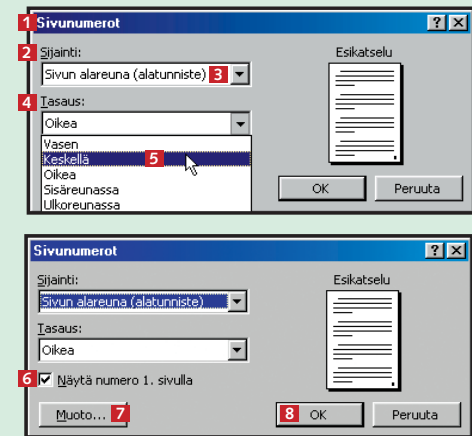 1 Sivunumerot
2 Sijainti: Esikatselu
Sivun alareuna (alatunniste) 3
4 Tasaus:
Oikea
Vasen
Keskellä 5
Oikea
Sisäreunassa
Ulkoreunassa
OK Peruuta
Sivunumerot
Sijainti: Esikatselu
Sivun alareuna (alatunniste)
Tasaus:
Oikea
6 Näytä numero 1. sivulla
Muoto... 7 8 OK Peruuta